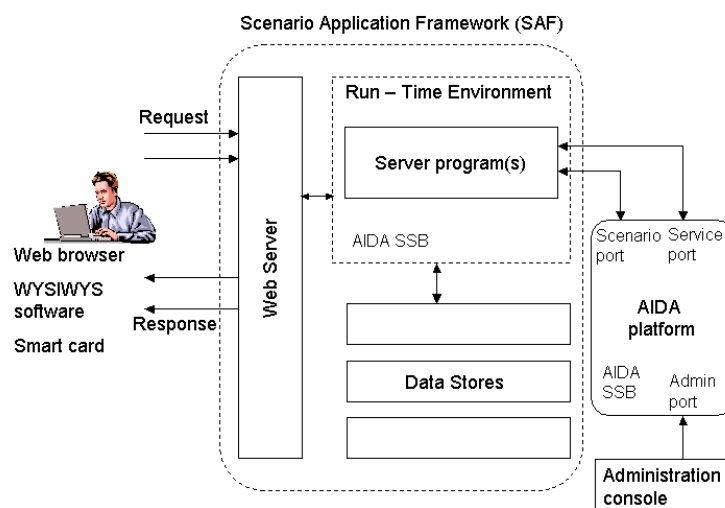 Scenario Application Framework (SAF)
Run – Time Environment
Request
Server program(s)
AIDA SSB
Web Server
Web browser
WYSIWYS
software
Smart card
Response
Data Stores
Scenario
port
Service
port
AIDA
platform
AIDA
SSB
Admin
port
Administration
console